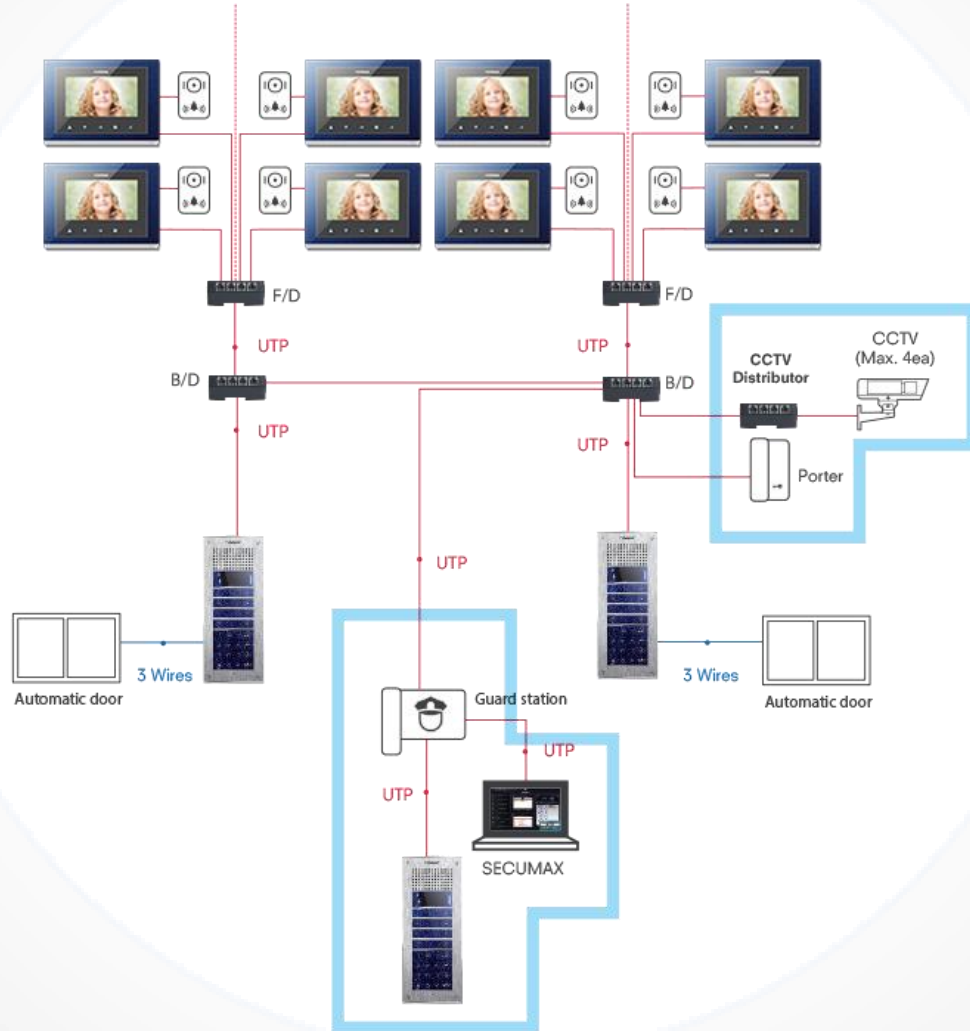 F/D
F/D
UTP
UTP
CCTV
(Max. 4ea)
CCTV
Distributor
B/D
B/D
UTP
UTP
Porter
UTP
3 Wires
3 Wires
Automatic door
Automatic door
Guard station
UTP
UTP
SECUMAX